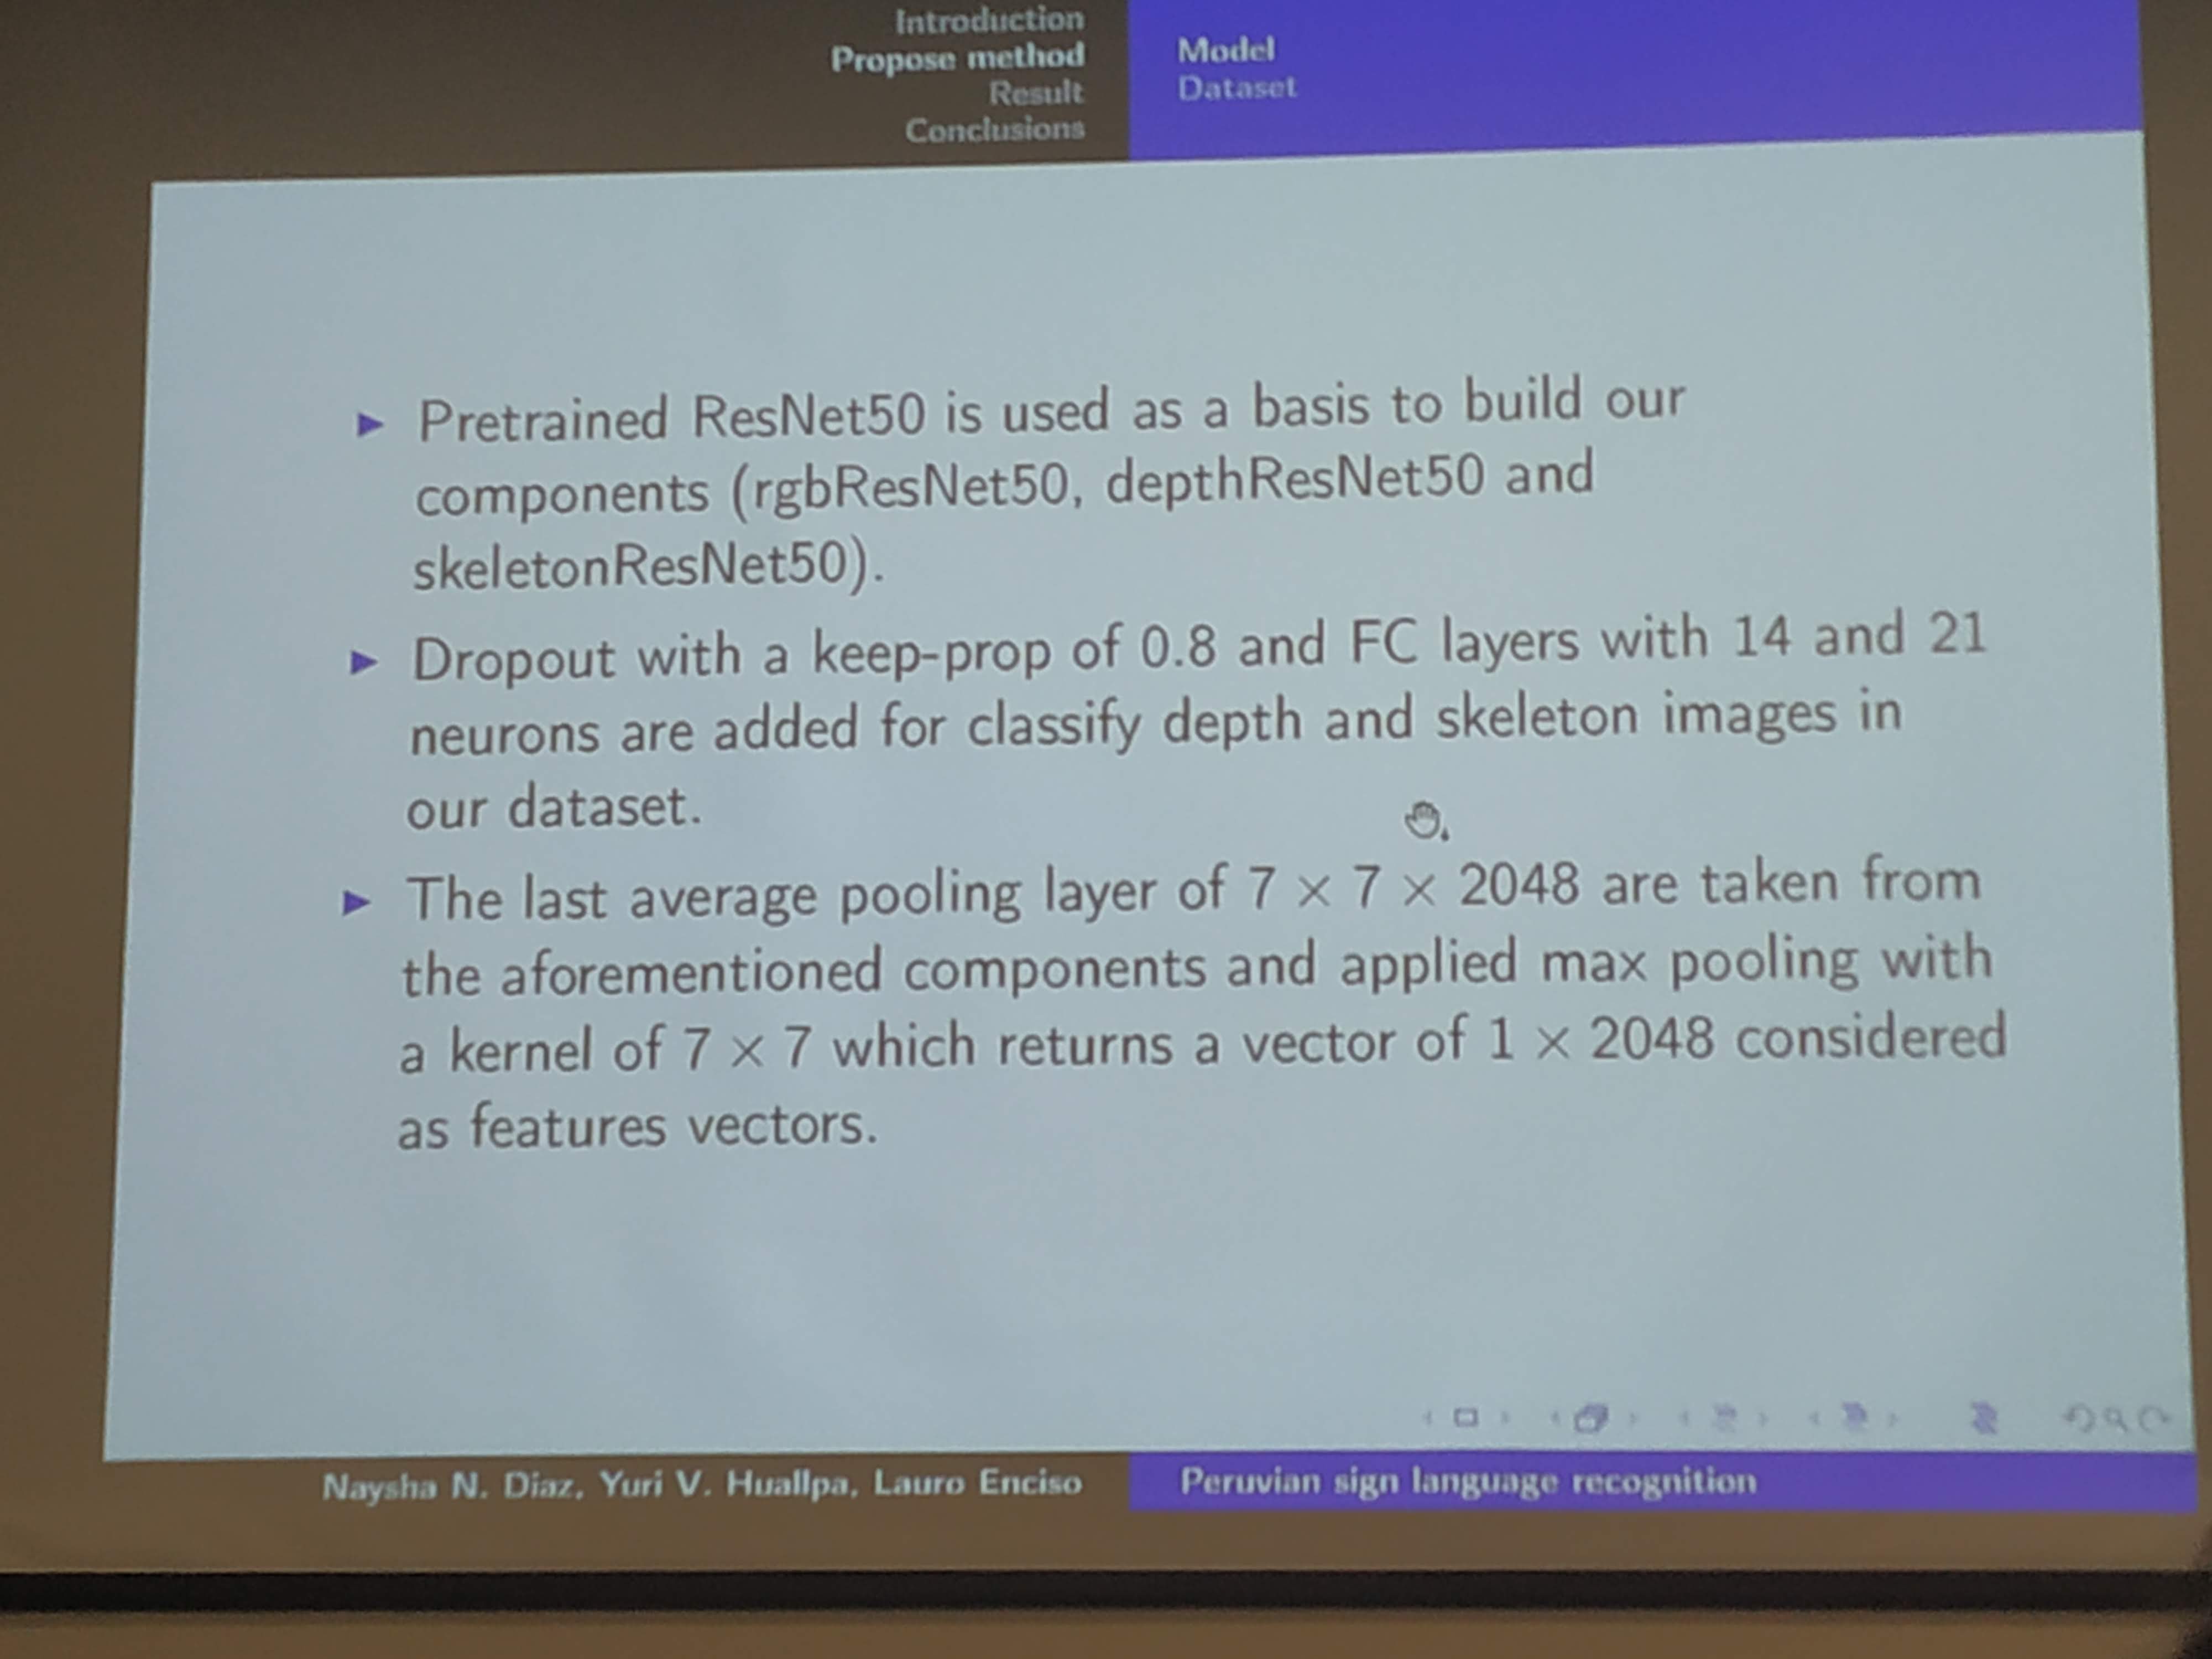 Introduction
Propose method
Result
Conclusions
Model
Dataset
Pretrained ResNet50 is used as a basis to build our
components (rgbResNet50, depthResNet50 and
skeletonResNet50).
Dropout with a keep-prop of 0.8 and FC layers with 14 and 21
neurons are added for classify depth and skeleton images in
our dataset.
The last average pooling layer of 7 × 7 × 2048 are taken from
the aforementioned components and applied max pooling with
a kernel of 7 × 7 which returns a vector of 1 × 2048 considered
as features vectors.
Naysha N. Diaz, Yuri V. Huallpa, Lauro Enciso
Peruvian sign language recognition